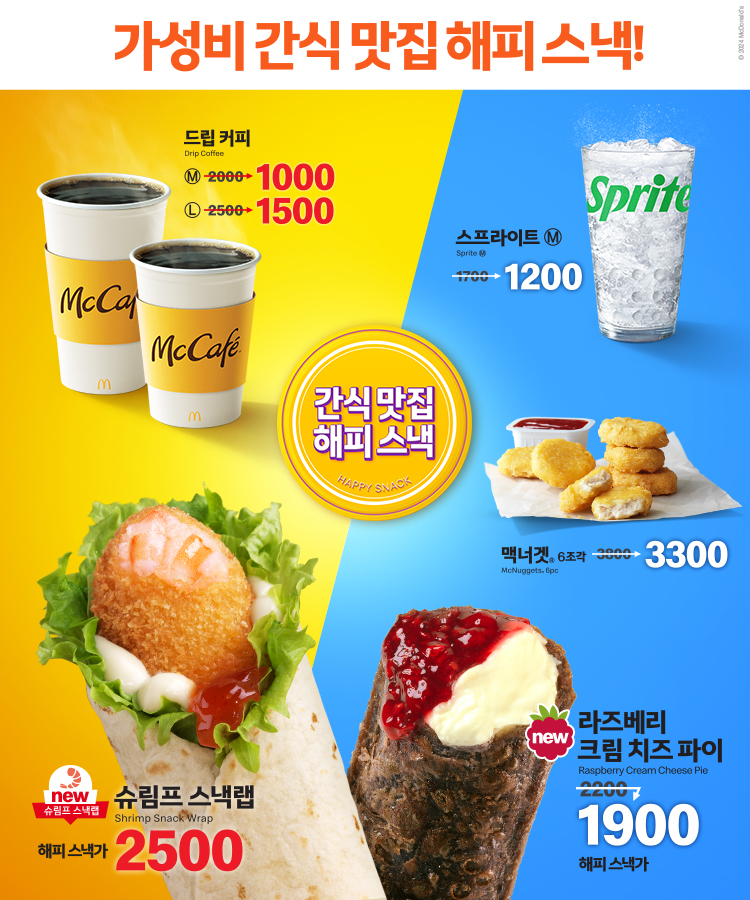 가성비 간식 맛집 해피 스낵!
© 2024 McDonald's
드립 커피
Drip Coffee
Ⓜ 2000 1000
Ⓛ 2500 1500
McCaf
McCafé
스프라이트 Ⓜ
Sprite Ⓜ
1700 1200
Sprite
간식 맛집
해피 스낵
HAPPY SNACK
맥너겟® 6조각 3800 3300
McNuggets® 6pc
new
슈림프 스낵랩
슈림프 스낵랩
Shrimp Snack Wrap
해피 스낵가 2500
new
라즈베리
크림 치즈 파이
Raspberry Cream Cheese Pie
2200
1900
해피 스낵가